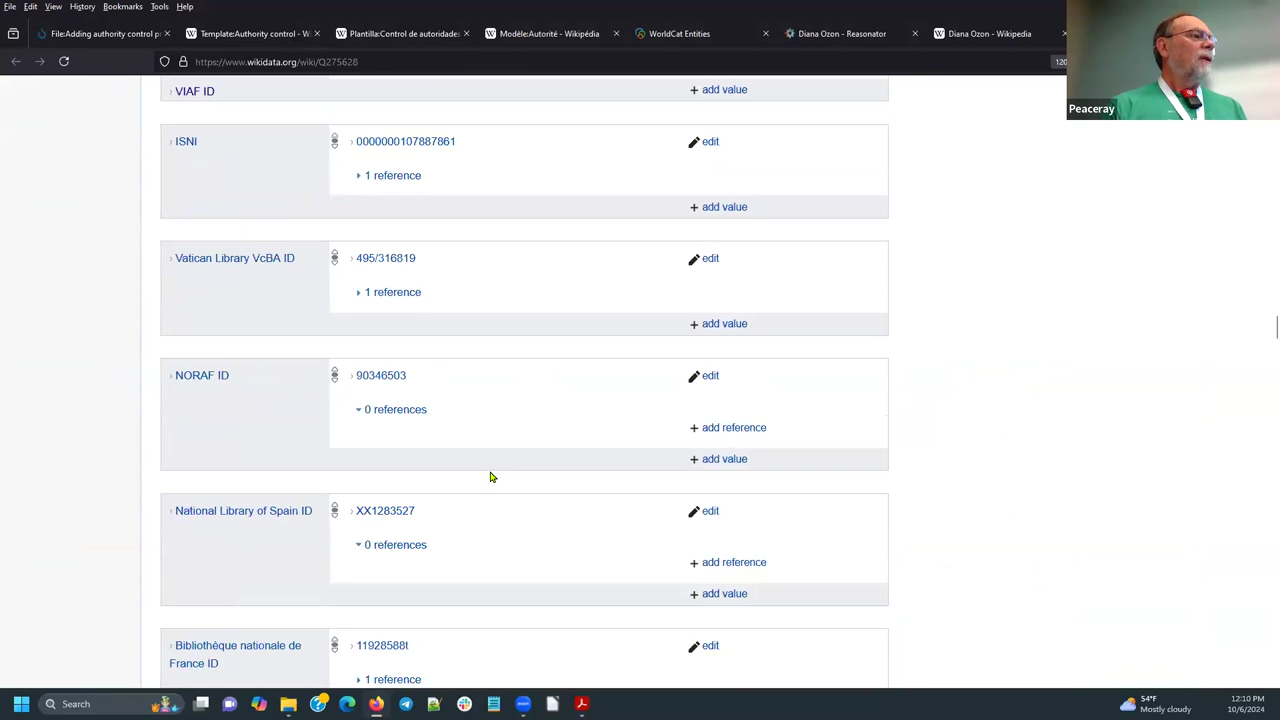 File Edit View History Bookmarks Tools Help
File:Adding authority control p
Template:Authority control - W
Plantilla:Control de autoridades
Modèle:Autorité - Wikipédia
WorldCat Entities
Diana Ozon - Reasonator
Diana Ozon - Wikipedia
https://www.wikidata.org/wiki/Q275628
120
Peaceray
VIAF ID
+ add value
ISNI
0000000107887861
edit
1 reference
+ add value
Vatican Library VcBA ID
495/316819
edit
1 reference
+ add value
NORAF ID
90346503
edit
0 references
+ add reference
+ add value
National Library of Spain ID
XX1283527
edit
0 references
+ add reference
+ add value
Bibliothèque nationale de
France ID
11928588t
edit
1 reference
Search
54°F
Mostly cloudy
12:10 PM
10/6/2024